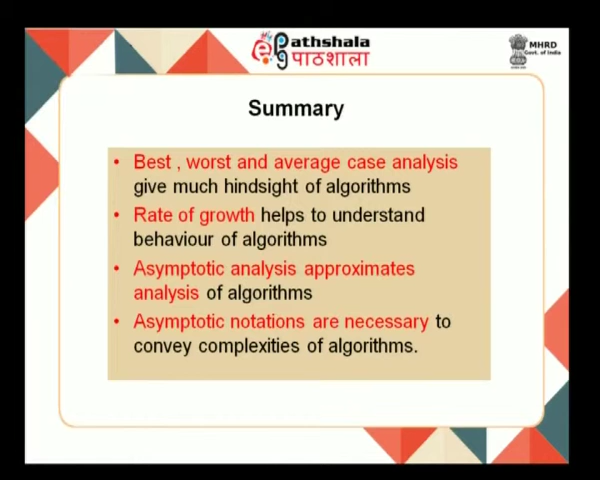 e Pathshala
पाठशाला
MHRD
Govt. of India
Summary
• Best , worst and average case analysis
give much hindsight of algorithms
• Rate of growth helps to understand
behaviour of algorithms
• Asymptotic analysis approximates
analysis of algorithms
• Asymptotic notations are necessary to
convey complexities of algorithms.